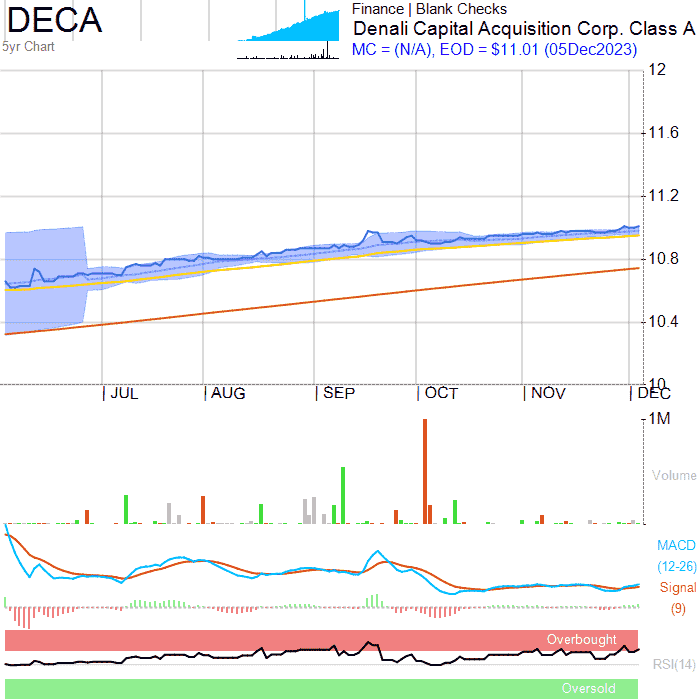 DECA
5yr Chart
Finance | Blank Checks
Denali Capital Acquisition Corp. Class A
MC = (N/A), EOD = $11.01 (05Dec2023)
12
11.6
11.2
10.8
10.4
10
JUL AUG SEP OCT NOV DEC
1M
Volume
MACD
(12-26)
Signal
(9)
Overbought
RSI(14)
Oversold